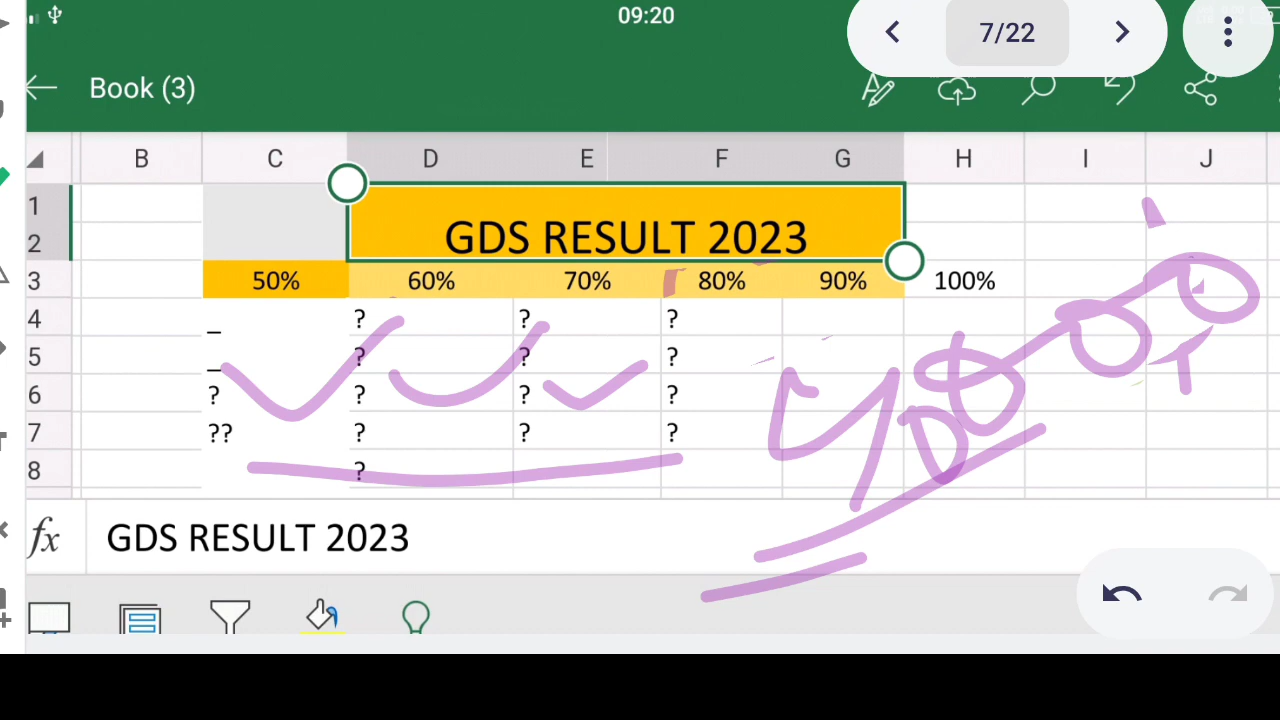 09:20
7/22
Book (3)
B C D E F G H I J
1
GDS RESULT 2023
2
3 50% 60% 70% 80% 90% 100%
4 _ ? ? ?
5 _ ? ? ?
6 ? ? ? ?
7 ?? ? ? ?
8 ?
fx GDS RESULT 2023